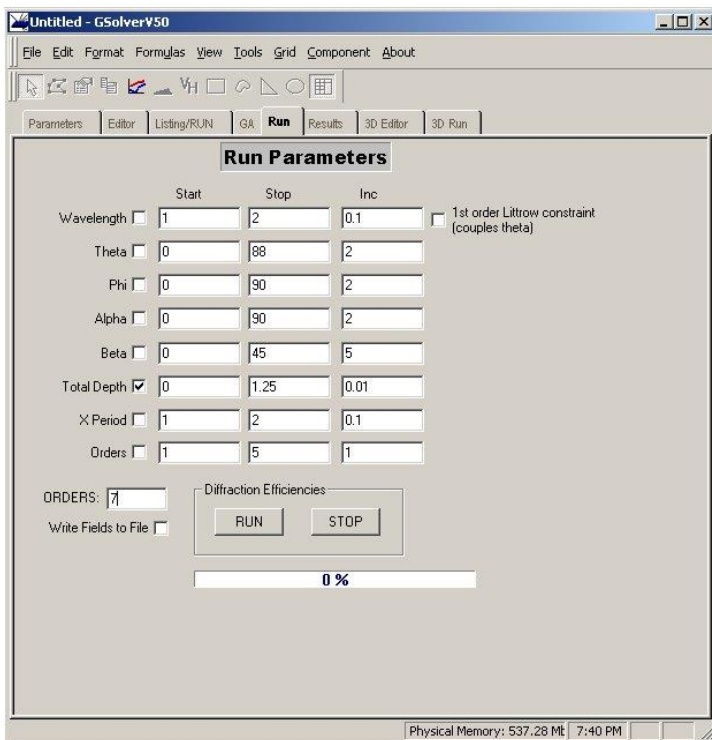 Untitled - GSolverV50
File Edit Format Formulas View Tools Grid Component About
VH
Parameters Editor Listing/RUN GA Run Results 3D Editor 3D Run
Run Parameters
Start Stop Inc
Wavelength 1 2 0.1 1st order Littrow constraint
(couples theta)
Theta 0 88 2
Phi 0 90 2
Alpha 0 90 2
Beta 0 45 5
Total Depth 0 1.25 0.01
X Period 1 2 0.1
Orders 1 5 1
ORDERS: 7 Diffraction Efficiencies
Write Fields to File RUN STOP
0 %
Physical Memory: 537.28 Mb 7:40 PM